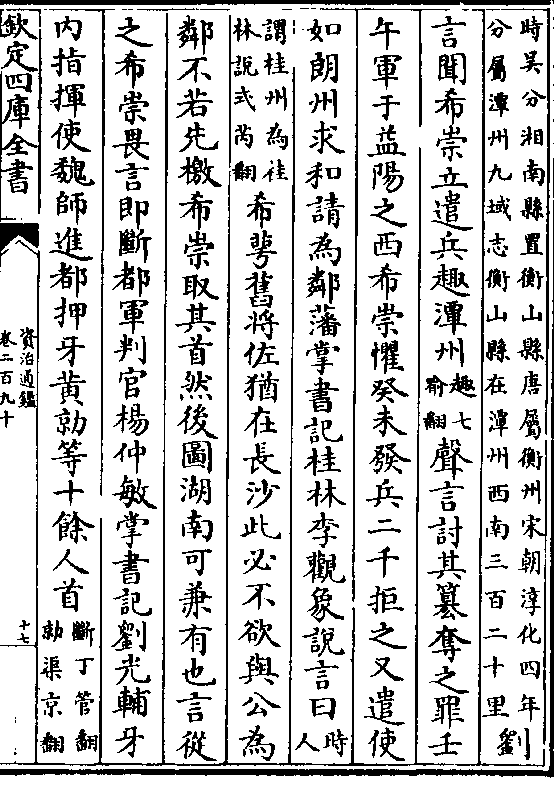 時吴分湘南縣置衡山縣唐屬衡州宋朝淳化四年
分屬潭州九域志衡山縣在潭州西南三百二十里劉
言聞希崇立遣兵趣潭州趣七
俞翻聲言討其簒奪之罪壬
午軍于益陽之西希崇懼癸未發兵二千拒之又遣使
如朗州求和請為鄰藩掌書記桂林李觀象說言曰時
人
謂桂州為桂
林説式芮翻希萼舊將佐猶在長沙此必不欲與公為
鄰不若先檄希崇取其首然後圖湖南可兼有也言從
之希崇畏言即斷都軍判官楊仲敏掌書記劉光輔牙
内指揮使魏師進都押牙黄勍等十餘人首斷丁管翻
勍渠京翻
欽定四庫全書
資治通鑑
卷二百九十
十七